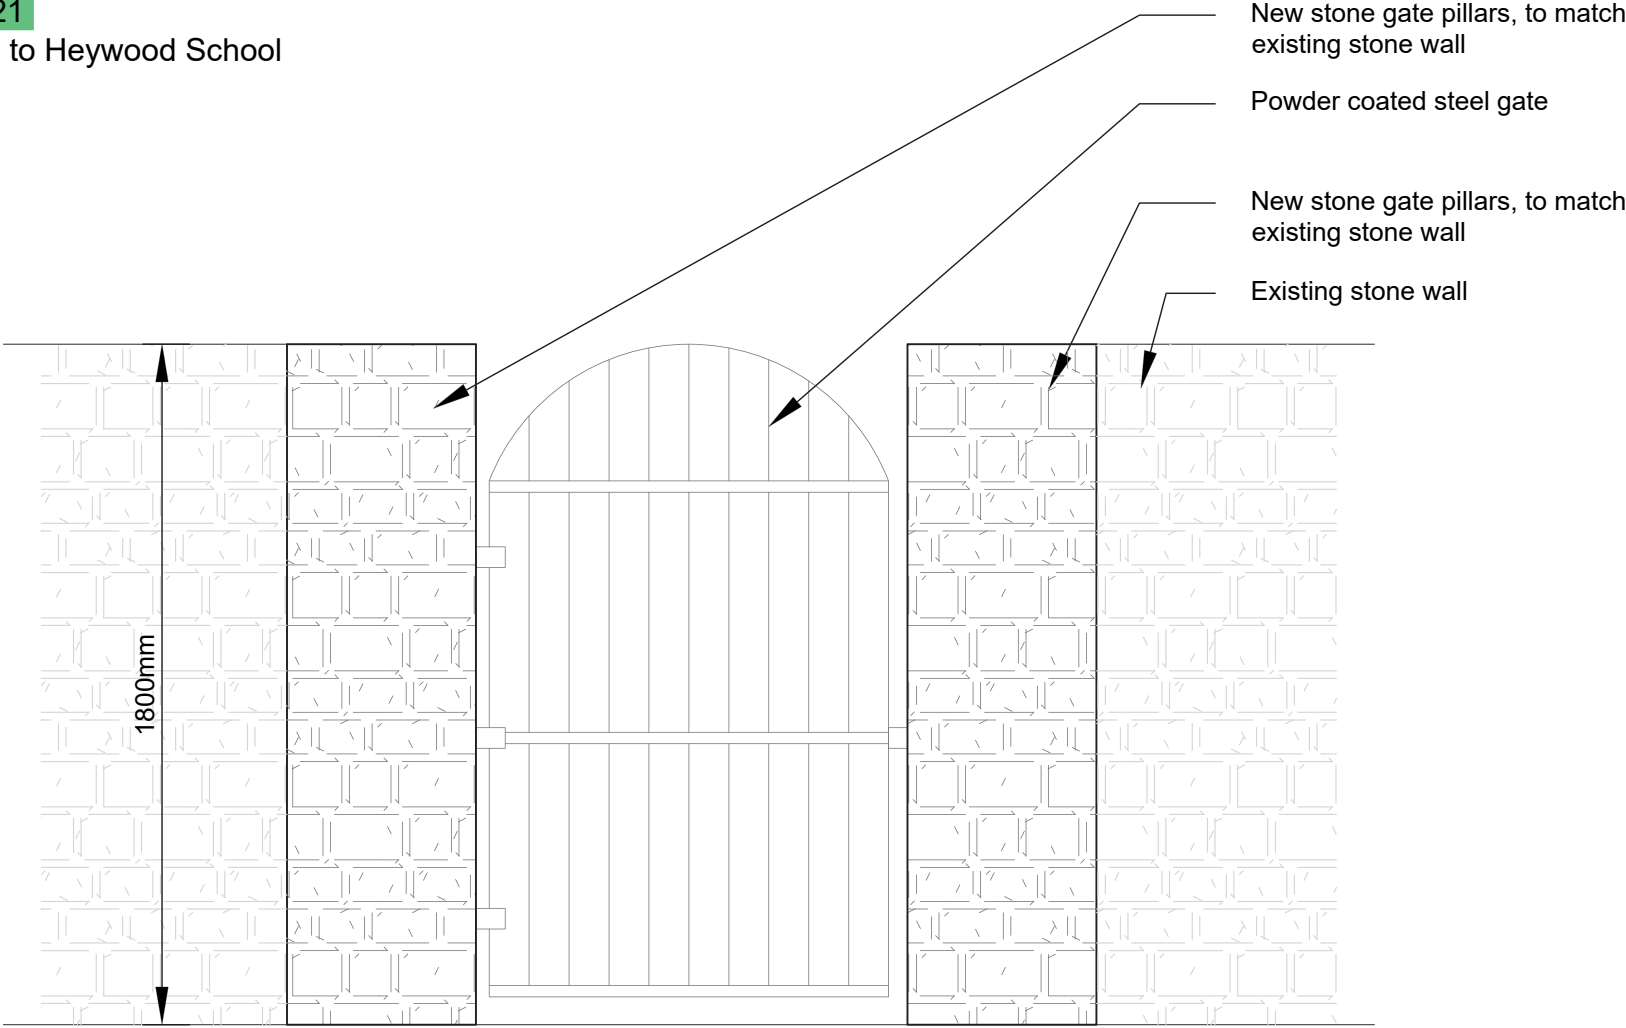 21
to Heywood School
New stone gate pillars, to match
existing stone wall
Powder coated steel gate
New stone gate pillars, to match
existing stone wall
Existing stone wall
1800mm